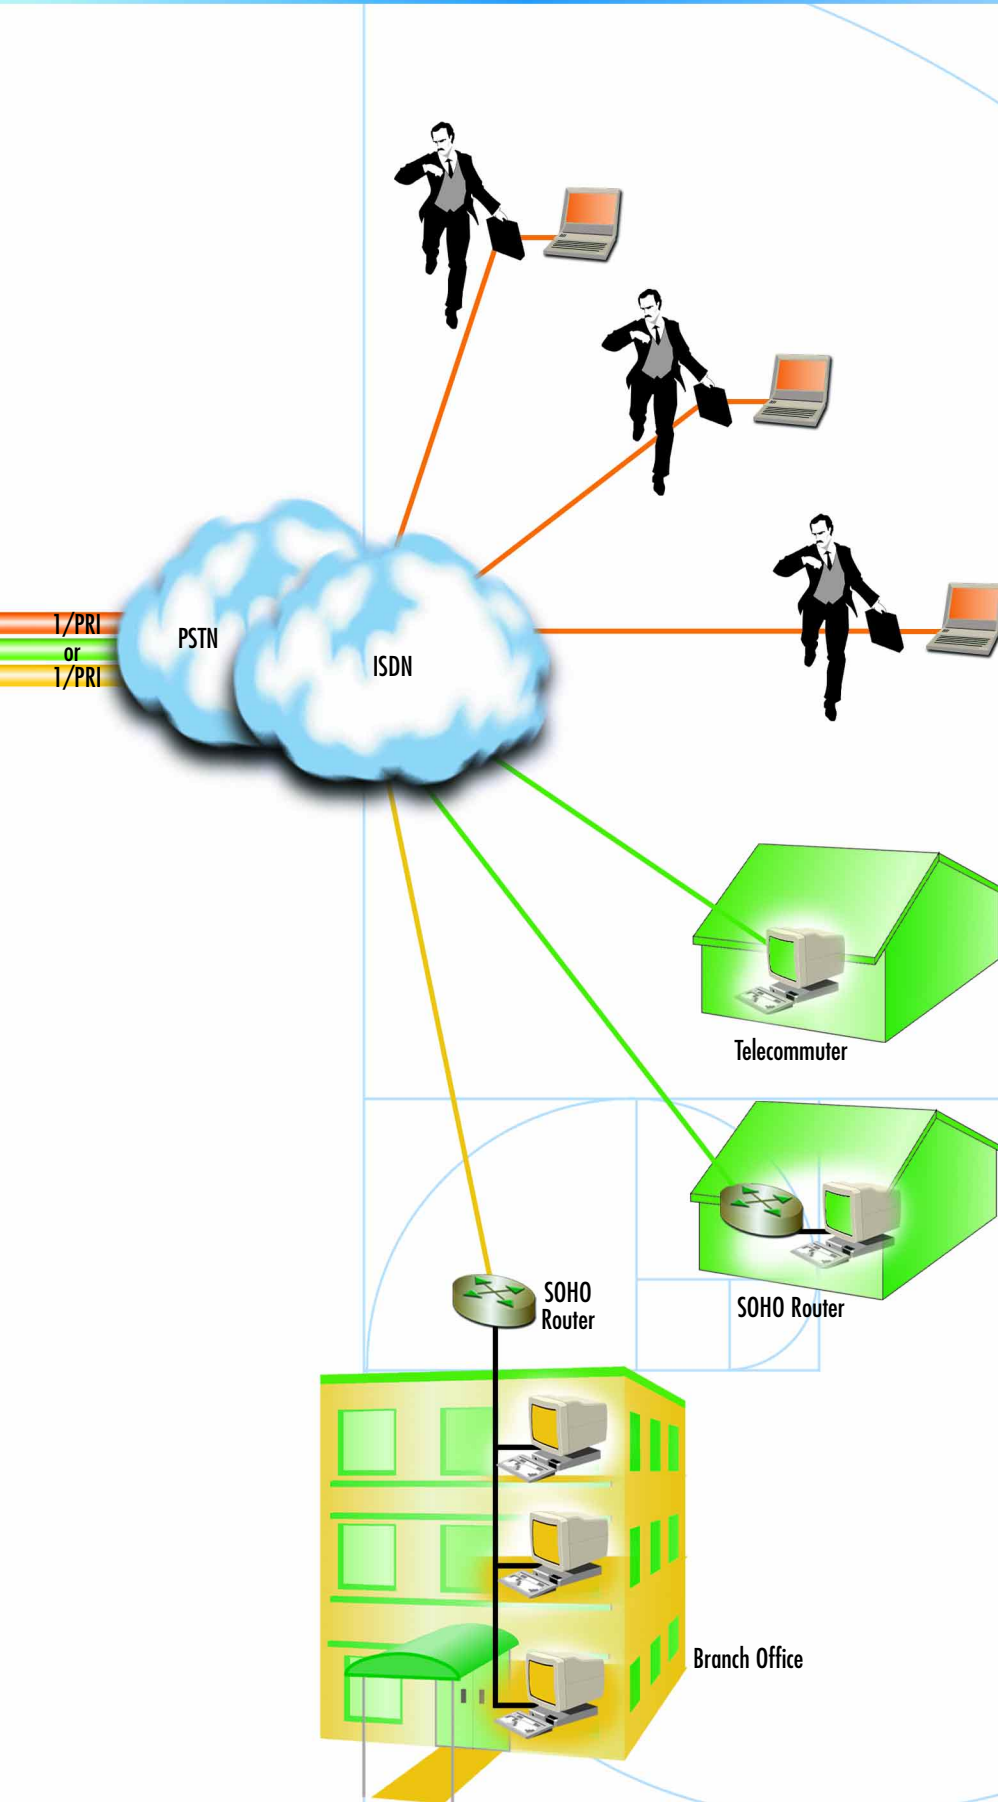 1/PRI
or
1/PRI
PSTN
ISDN
Telecommuter
SOHO
Router
SOHO Router
Branch Office